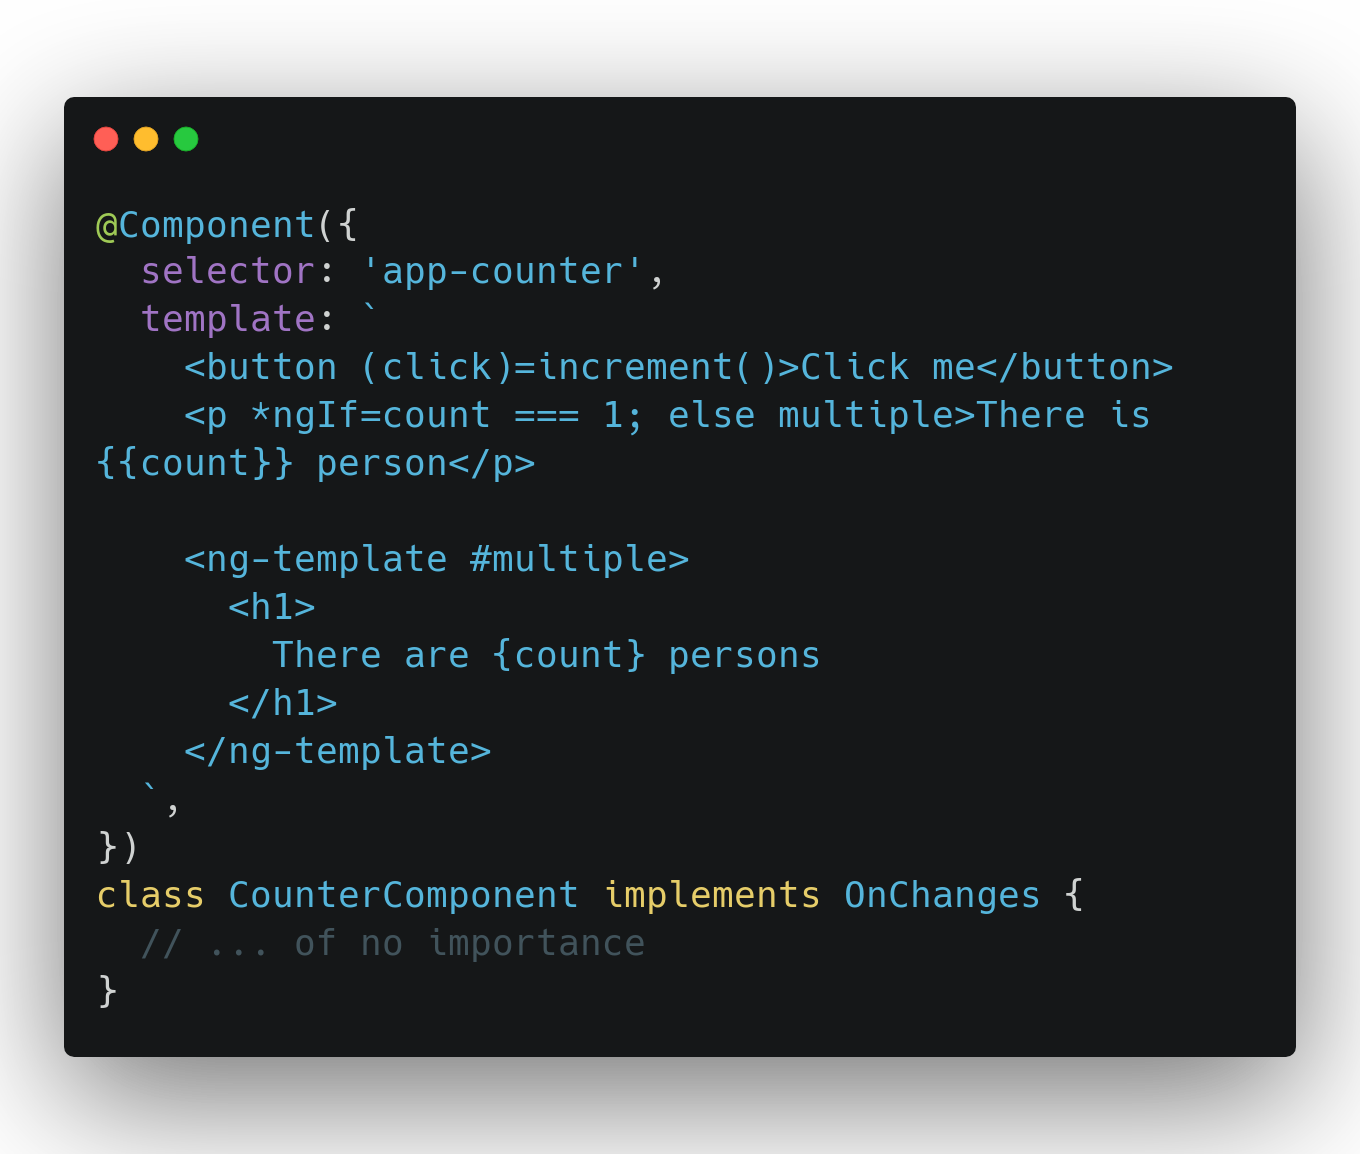 @Component({
  selector: 'app-counter',
  template: `
    <button (click)=increment()>Click me</button>
    <p *ngIf=count === 1; else multiple>There is
{{count}} person</p>

    <ng-template #multiple>
      <h1>
        There are {count} persons
      </h1>
    </ng-template>
  `,
})
class CounterComponent implements OnChanges {
  // ... of no importance
}